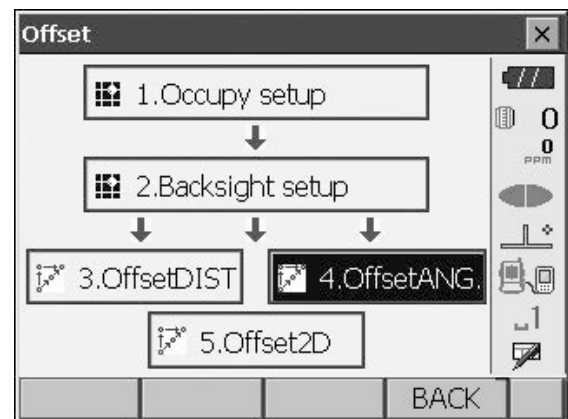 Offset
1.Occupy setup
0
0
PPM
2.Backsight setup
3.OffsetDIST
4.OffsetANG.
1
5.Offset2D
BACK